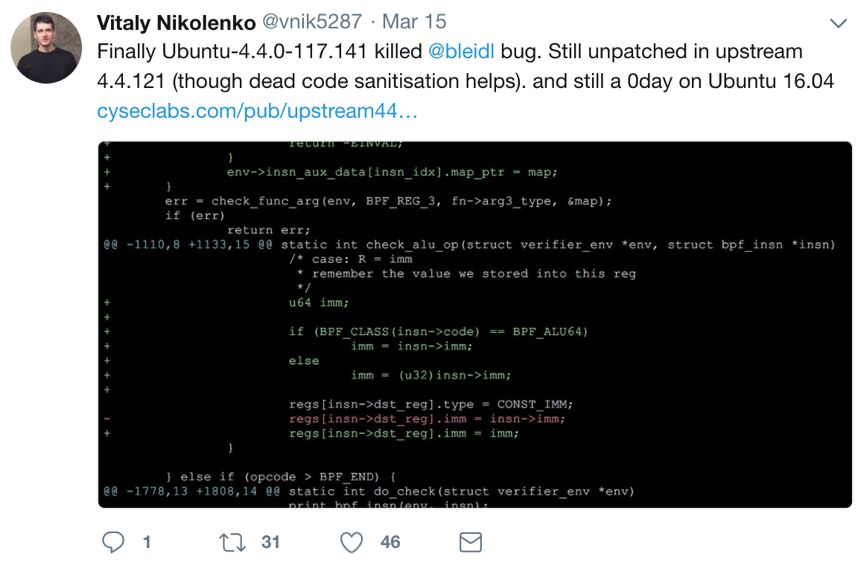 Vitaly Nikolenko @vnik5287 · Mar 15
Finally Ubuntu-4.4.0-117.141 killed @bleidl bug. Still unpatched in upstream
4.4.121 (though dead code sanitisation helps). and still a 0day on Ubuntu 16.04
cyseclabs.com/pub/upstream44…
+ return -EINVAL;
+ }
+ env->insn_aux_data[insn_idx].map_ptr = map;
+ }
err = check_func_arg(env, BPF_REG_3, fn->arg3_type, &map);
if (err)
return err;
@@ -1110,8 +1133,15 @@ static int check_alu_op(struct verifier_env *env, struct bpf_insn *insn)
/* case: R = imm
* remember the value we stored into this reg
*/
+ u64 imm;
+
+ if (BPF_CLASS(insn->code) == BPF_ALU64)
+ imm = insn->imm;
+ else
+ imm = (u32)insn->imm;
+
regs[insn->dst_reg].type = CONST_IMM;
- regs[insn->dst_reg].imm = insn->imm;
+ regs[insn->dst_reg].imm = imm;
}
} else if (opcode > BPF_END) {
@@ -1778,13 +1808,14 @@ static int do_check(struct verifier_env *env)
print_bpf_insn(env, insn);
1 31 46